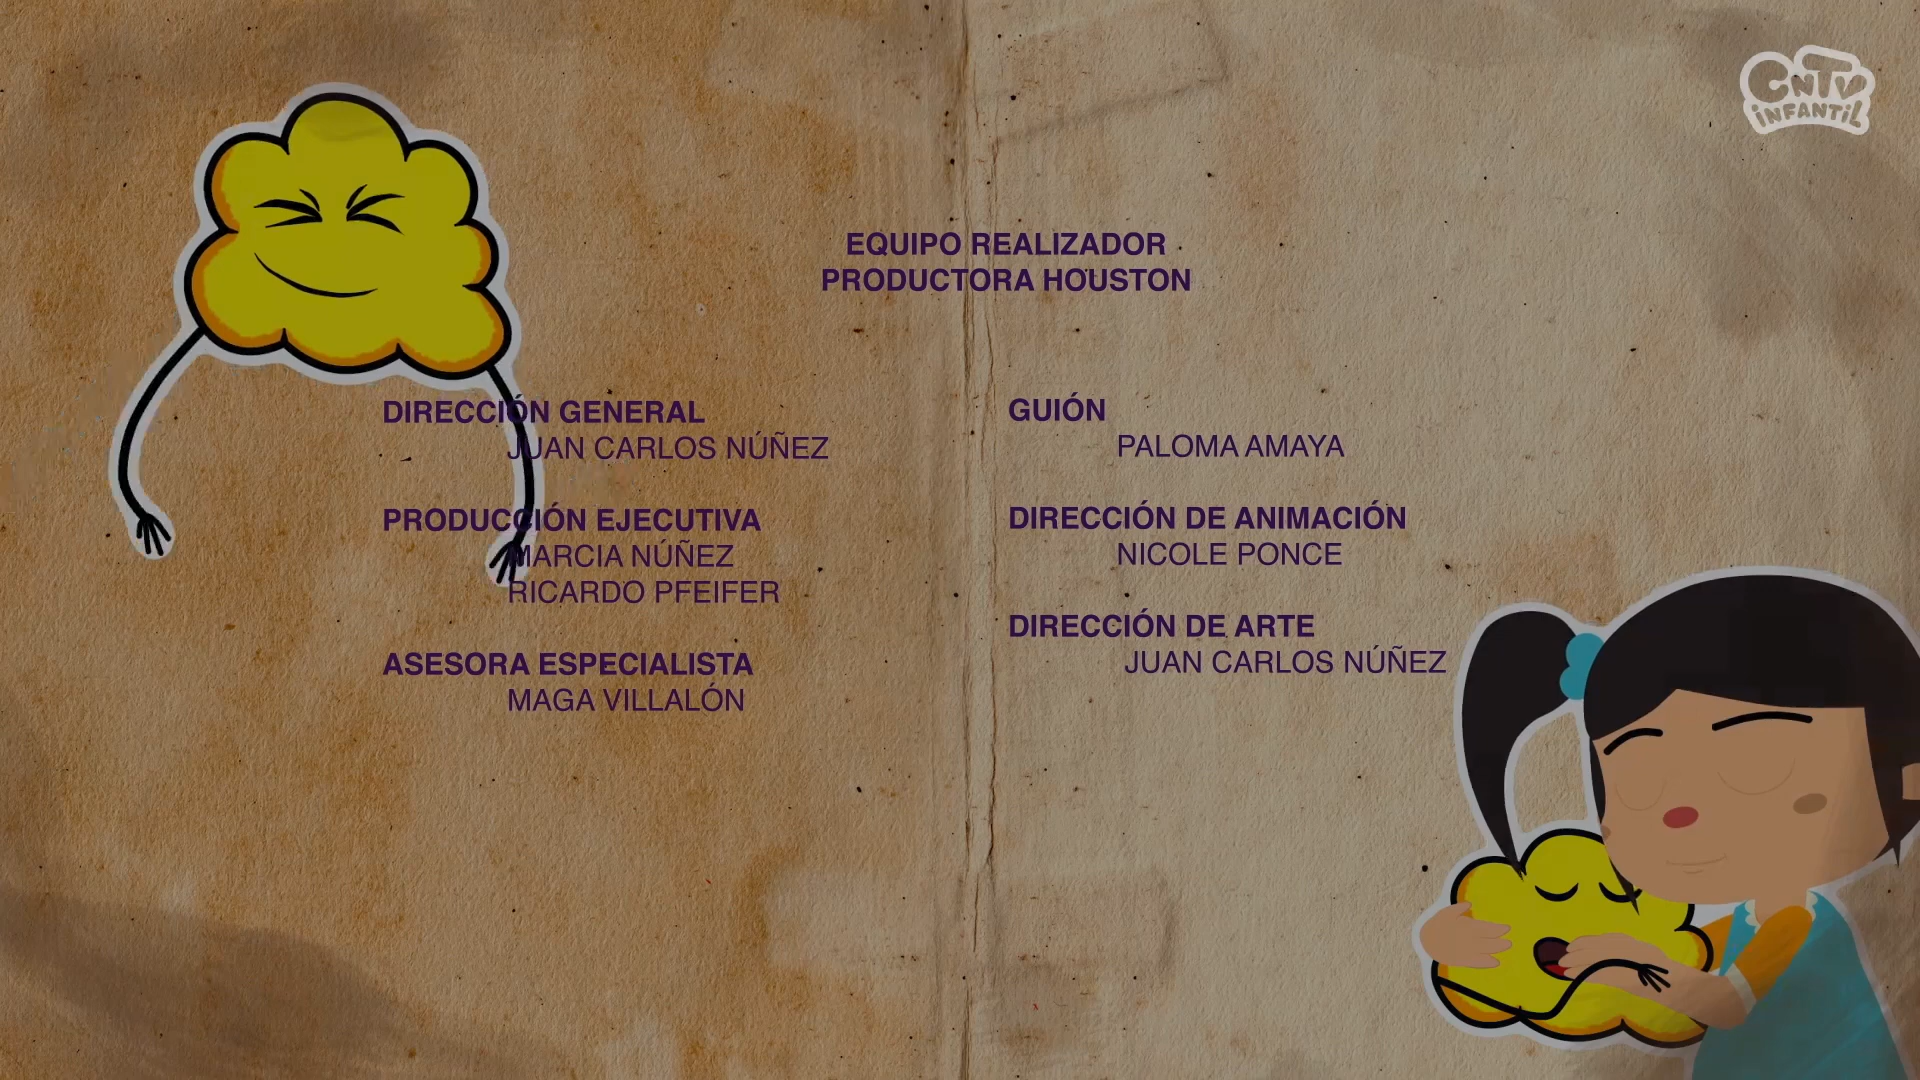 CNTV
INFANTIL
EQUIPO REALIZADOR
PRODUCTORA HOUSTON
DIRECCIÓN GENERAL
JUAN CARLOS NÚÑEZ
PRODUCCIÓN EJECUTIVA
MARCIA NÚÑEZ
RICARDO PFEIFER
ASESORA ESPECIALISTA
MAGA VILLALÓN
GUIÓN
PALOMA AMAYA
DIRECCIÓN DE ANIMACIÓN
NICOLE PONCE
DIRECCIÓN DE ARTE
JUAN CARLOS NÚÑEZ